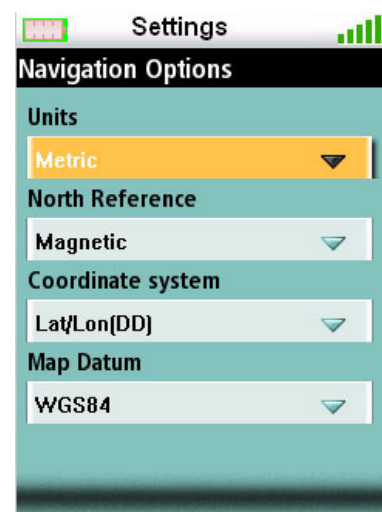 Settings
Navigation Options
Units
Metric
North Reference
Magnetic
Coordinate system
Lat/Lon(DD)
Map Datum
WGS84